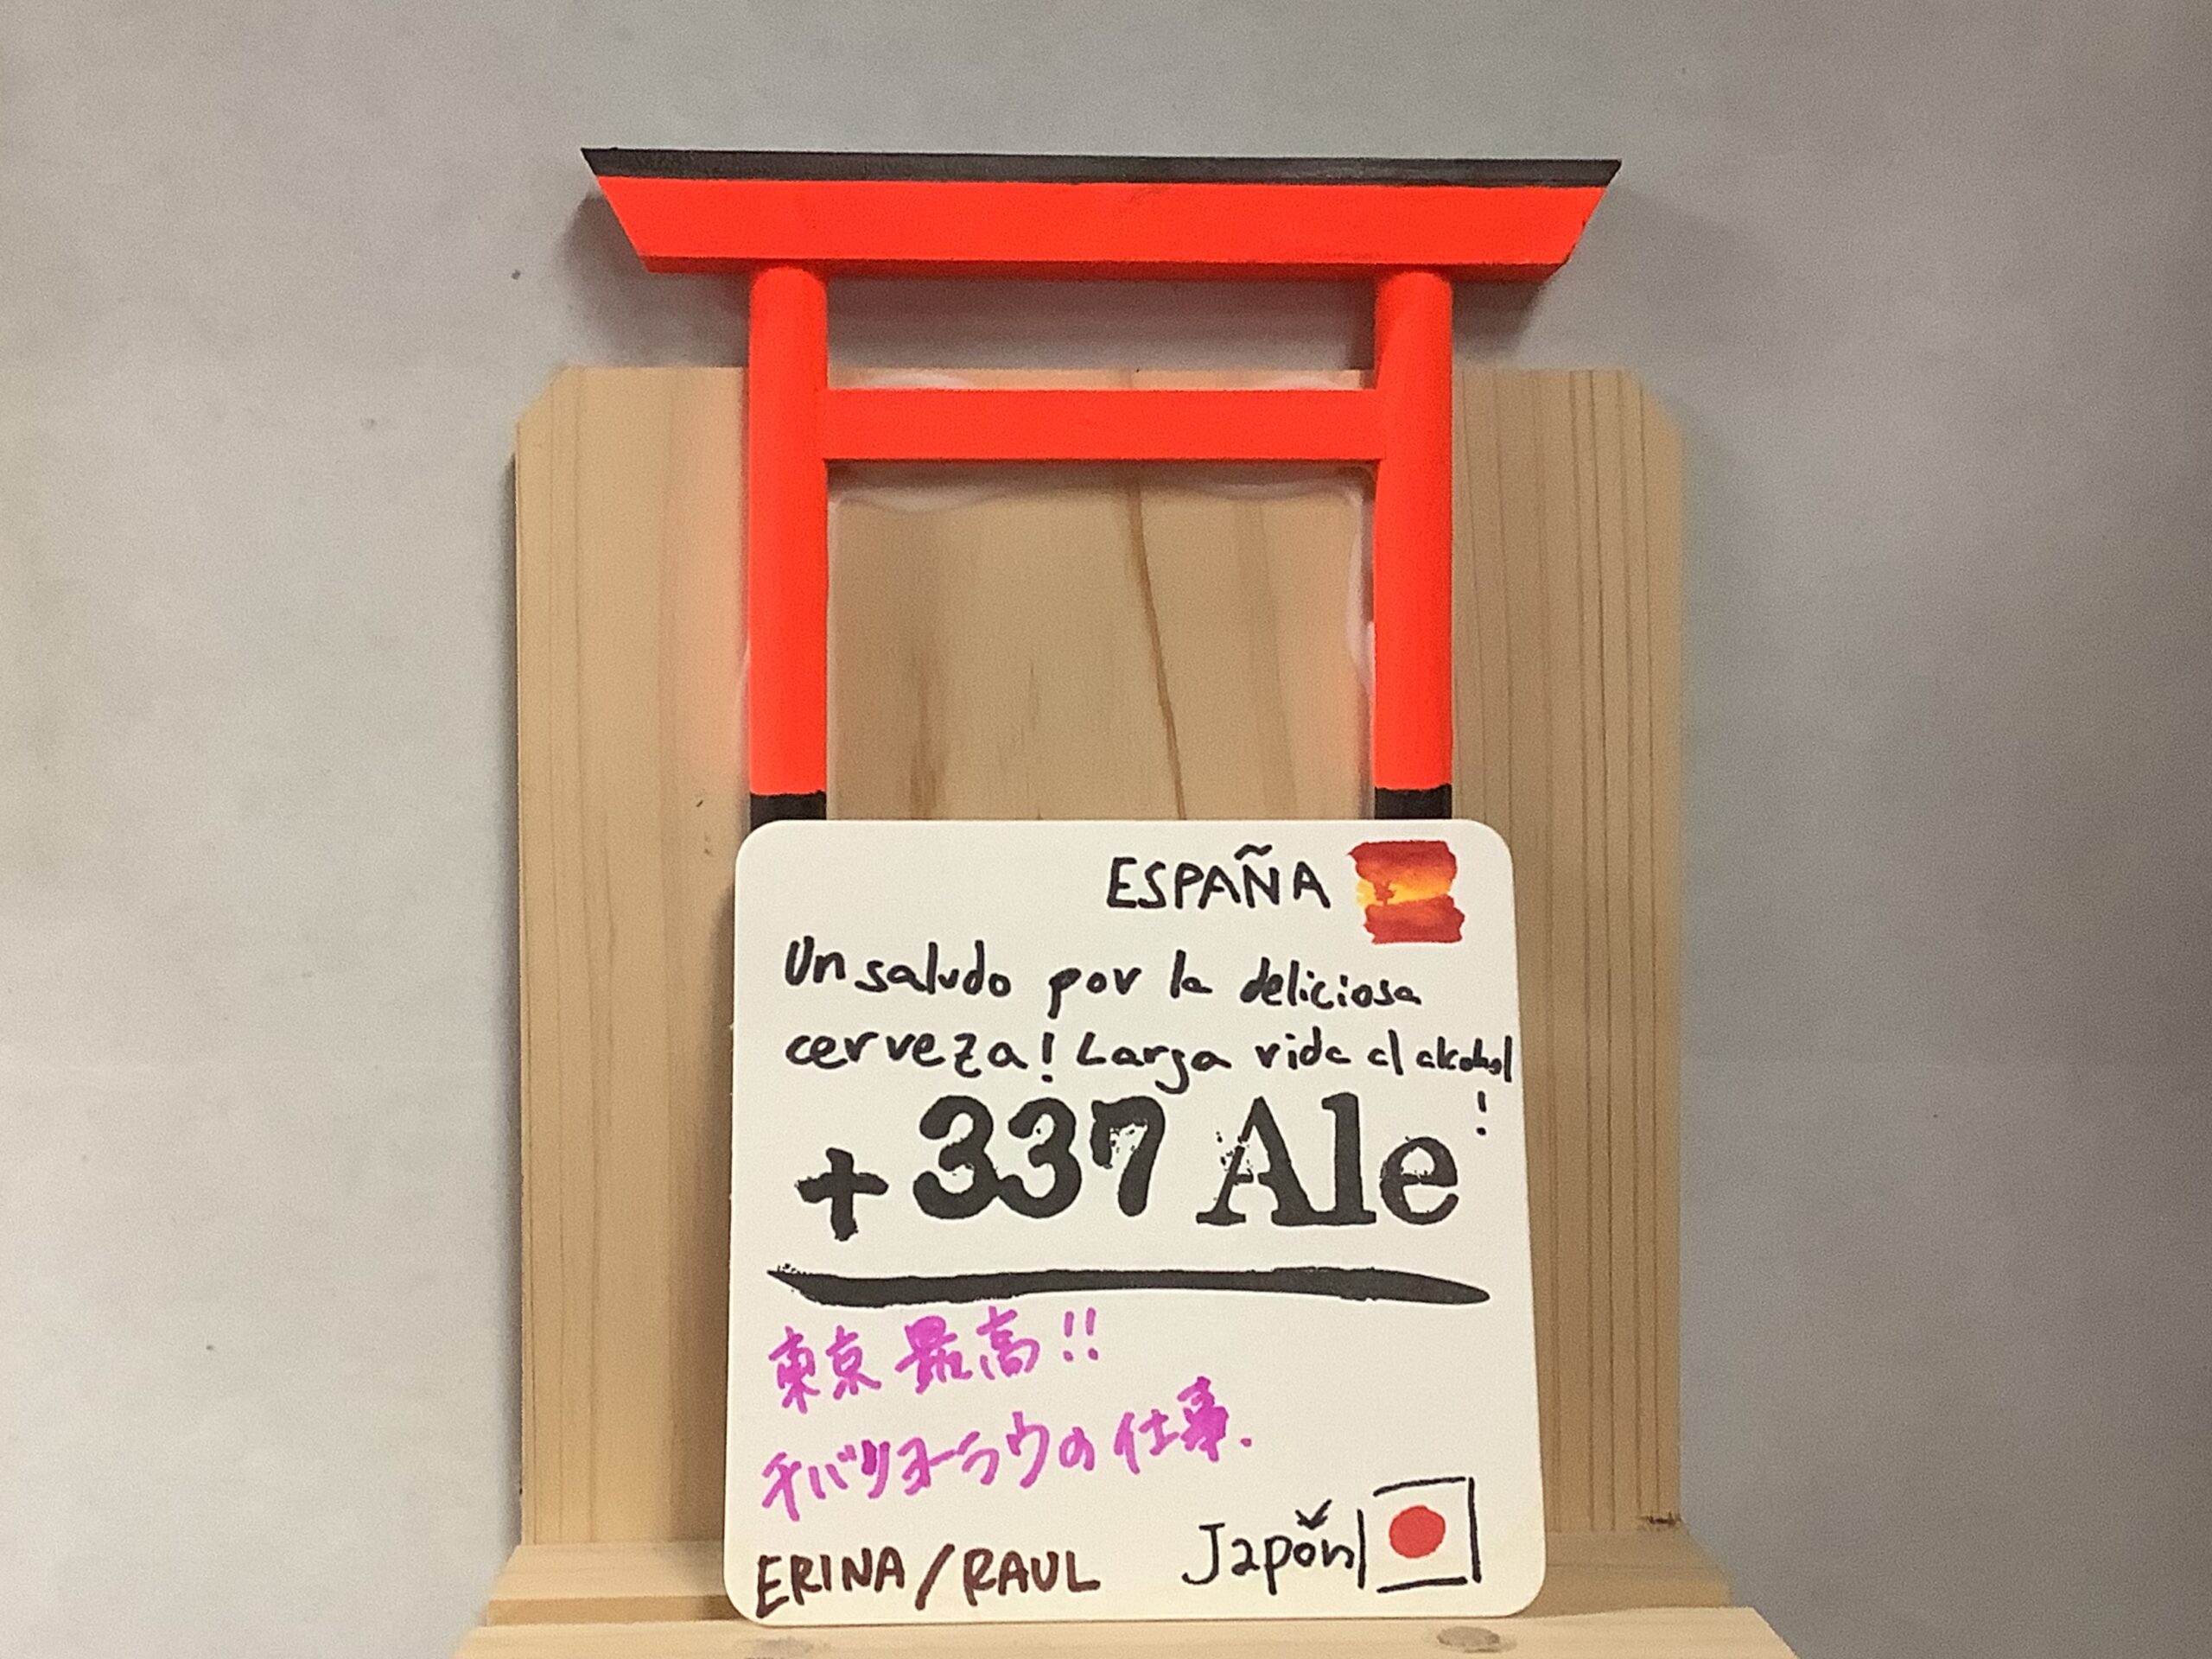 ESPAÑA
Un saludo por la deliciosa
cerveza! Larga vida al alcohol
!
+337 Ale
東京最高!!
チバリヨーラウの仕事.
Japón
ERINA/RAUL